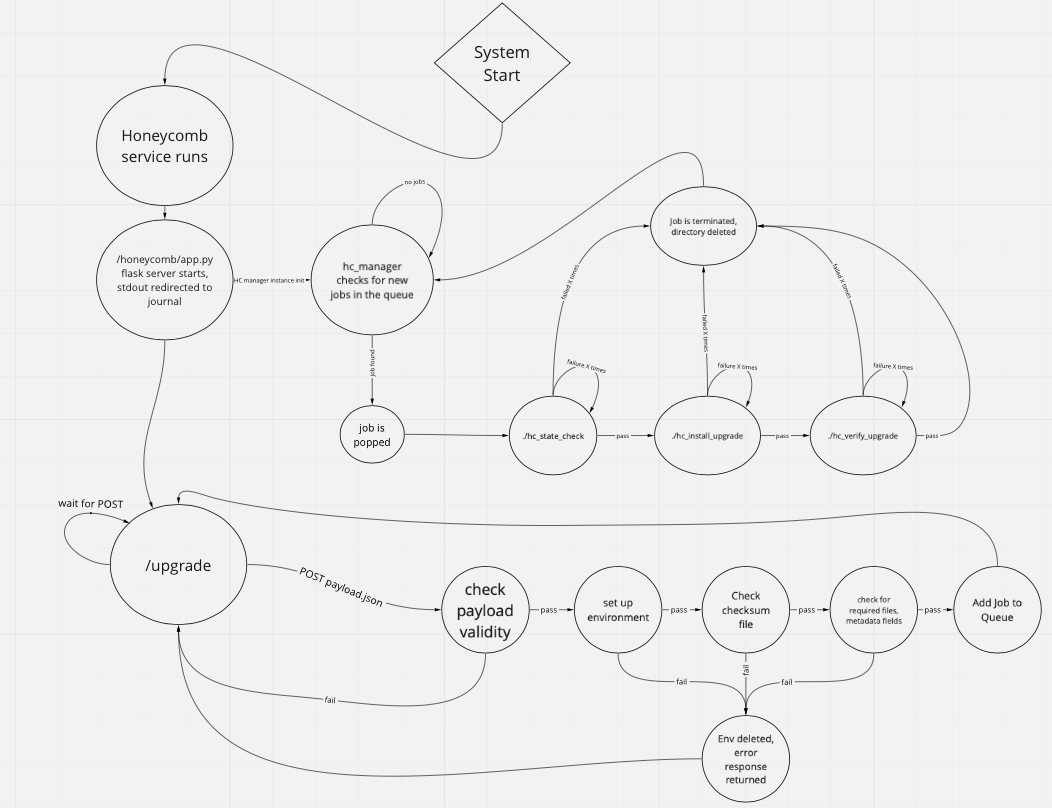 System
Start
Honeycomb
service runs
no jobs
/honeycomb/app.py
flask server starts,
stdout redirected to
journal
HC manager instance init
hc_manager
checks for new
jobs in the queue
Job is terminated,
directory deleted
failed X times
failed X times
failed X times
job found
job is
popped
failure X times
failure X times
failure X times
./hc_state_check
pass
./hc_install_upgrade
pass
./hc_verify_upgrade
pass
wait for POST
/upgrade
POST payload.json
check
payload
validity
pass
set up
environment
pass
Check
checksum
file
pass
check for
required files,
metadata fields
pass
Add Job to
Queue
fail
fail
fail
fail
Env deleted,
error
response
returned